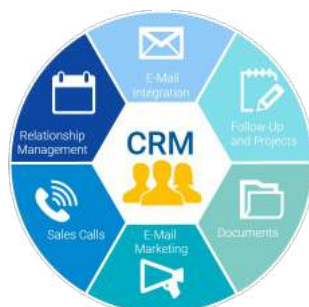 E-Mail
Integration
Relationship
Management
Follow-Up
and Projects
CRM
Sales Calls
Documents
E-Mail
Marketing